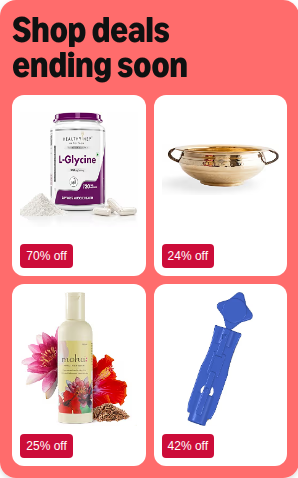 Shop deals
ending soon
L-Glycine
70% off
24% off
25% off
42% off